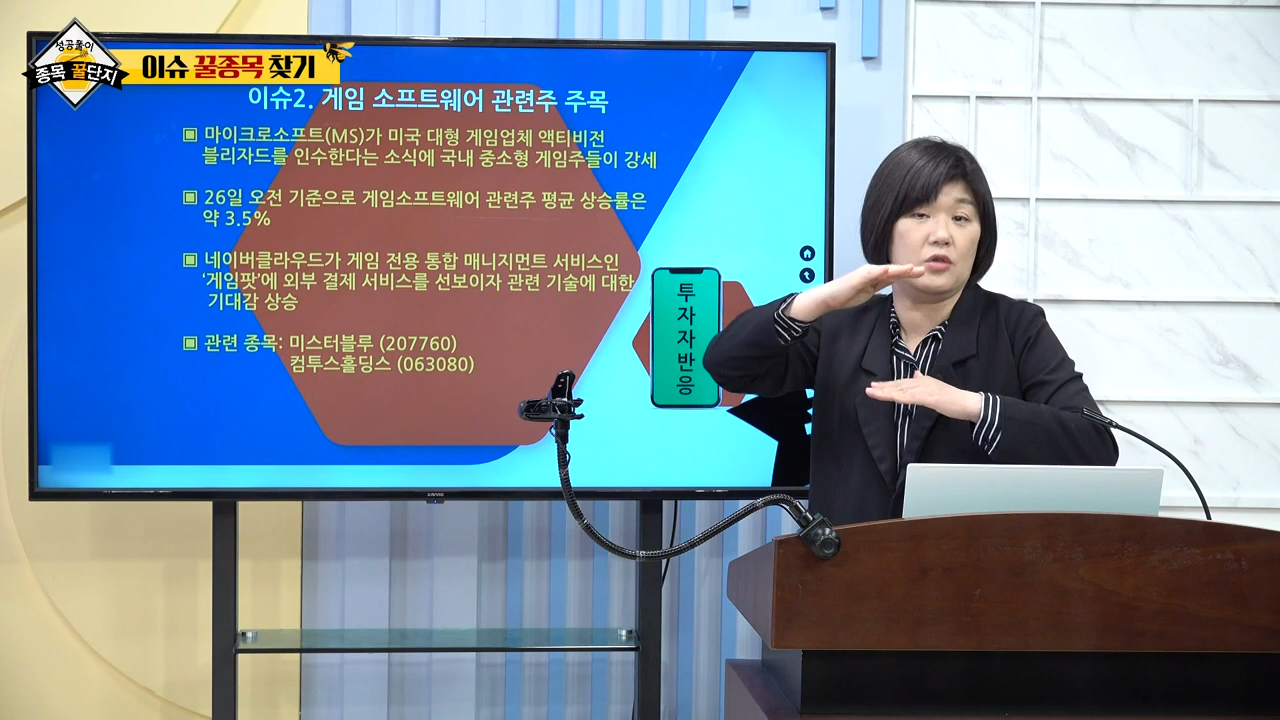 성공풀이
종목 꿀단지
이슈 꿀종목 찾기
이슈2. 게임 소프트웨어 관련주 주목
▣ 마이크로소프트(MS)가 미국 대형 게임업체 액티비전
블리자드를 인수한다는 소식에 국내 중소형 게임주들이 강세
▣ 26일 오전 기준으로 게임소프트웨어 관련주 평균 상승률은
약 3.5%
▣ 네이버클라우드가 게임 전용 통합 매니지먼트 서비스인
‘게임팟’에 외부 결제 서비스를 선보이자 관련 기술에 대한
기대감 상승
▣ 관련 종목: 미스터블루 (207760)
컴투스홀딩스 (063080)
투자자반응